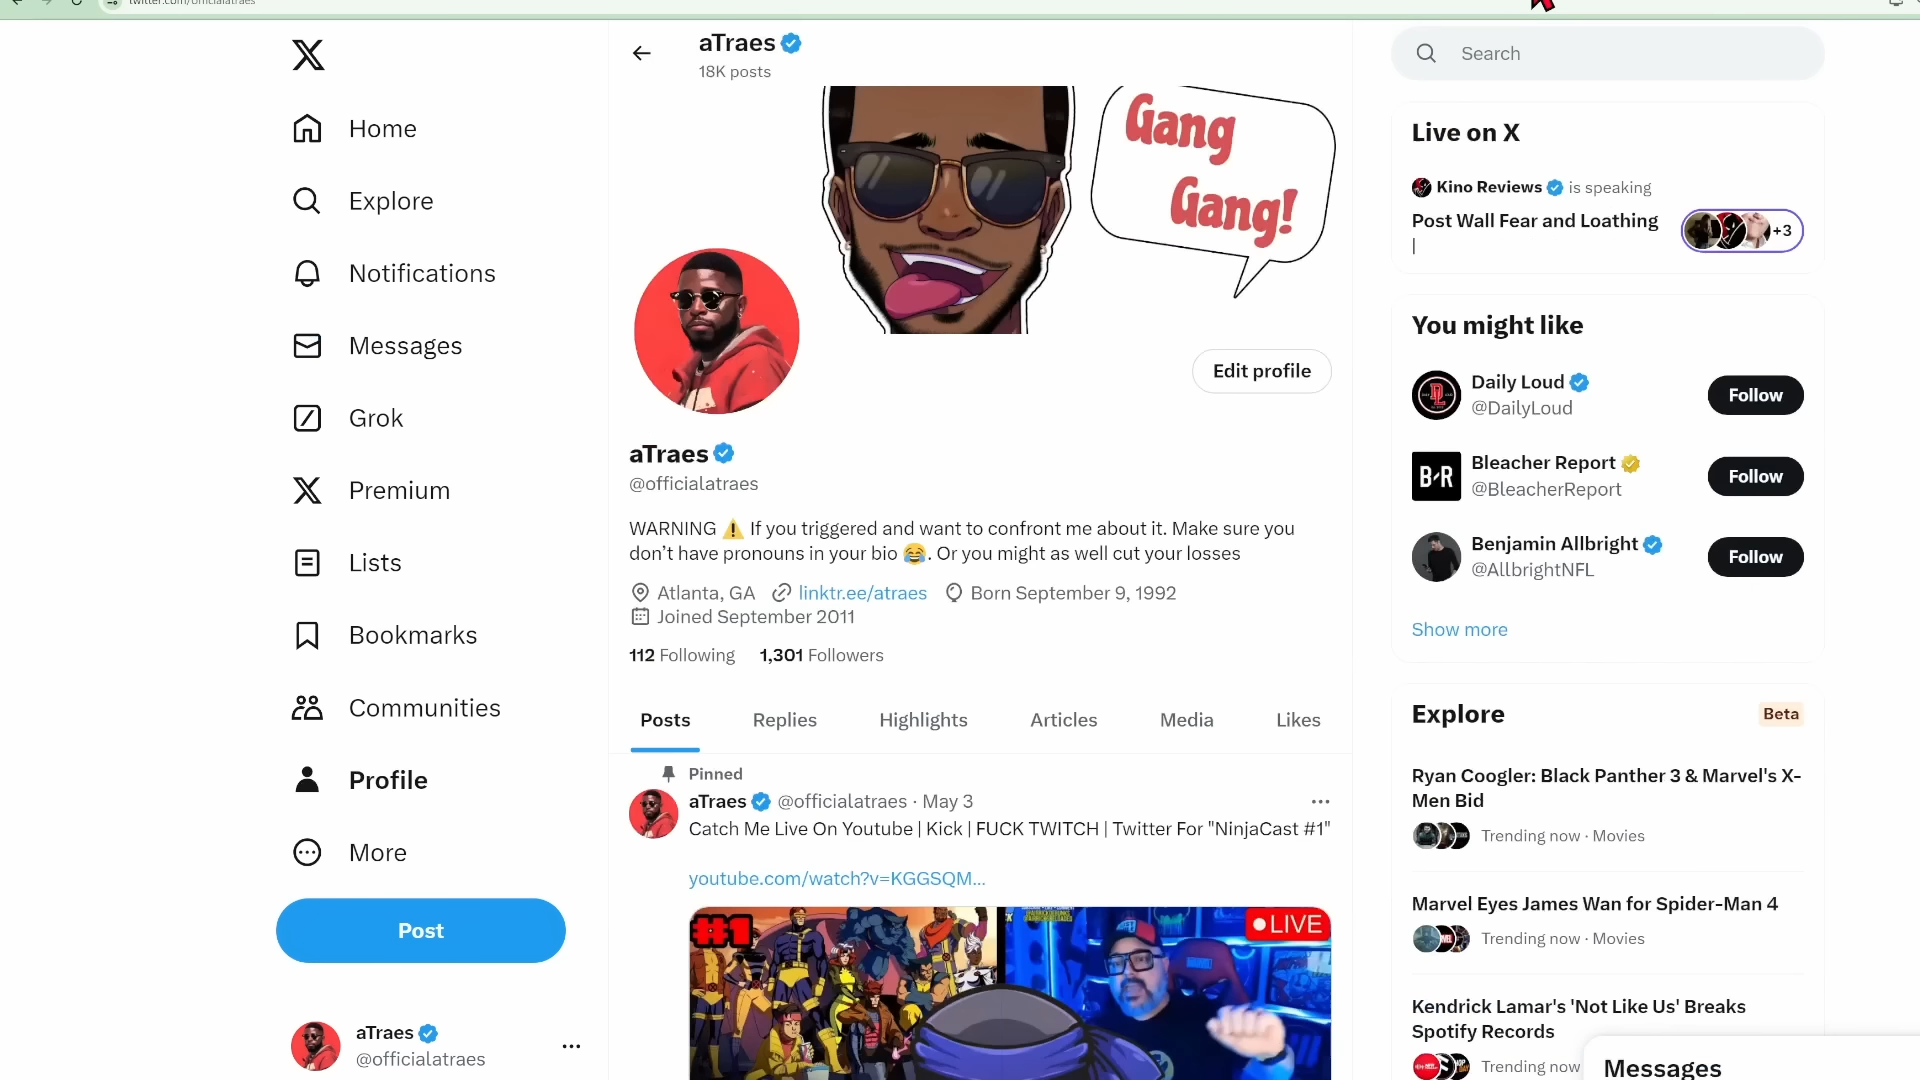 twitter.com/officialatraes
Home
Explore
Notifications
Messages
Grok
Premium
Lists
Bookmarks
Communities
Profile
More
Post
aTraes
@officialatraes
aTraes
18K posts
Gang
Gang!
Edit profile
aTraes
@officialatraes
WARNING ⚠️ If you triggered and want to confront me about it. Make sure you
don't have pronouns in your bio 😂. Or you might as well cut your losses
Atlanta, GA linktr.ee/atraes Born September 9, 1992
Joined September 2011
112 Following 1,301 Followers
Posts Replies Highlights Articles Media Likes
Pinned
aTraes @officialatraes · May 3
Catch Me Live On Youtube | Kick | FUCK TWITCH | Twitter For "NinjaCast #1"
youtube.com/watch?v=KGGSQM...
#1
LIVE
Search
Live on X
Kino Reviews is speaking
Post Wall Fear and Loathing
|
+3
You might like
Daily Loud
@DailyLoud
Follow
B/R
Bleacher Report
@BleacherReport
Follow
Benjamin Allbright
@AllbrightNFL
Follow
Show more
Explore
Beta
Ryan Coogler: Black Panther 3 & Marvel's X-
Men Bid
Trending now · Movies
Marvel Eyes James Wan for Spider-Man 4
Trending now · Movies
Kendrick Lamar's 'Not Like Us' Breaks
Spotify Records
Trending now
Messages